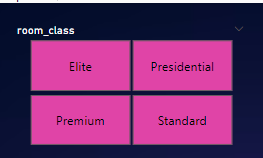 room_class
Elite Presidential
Premium Standard